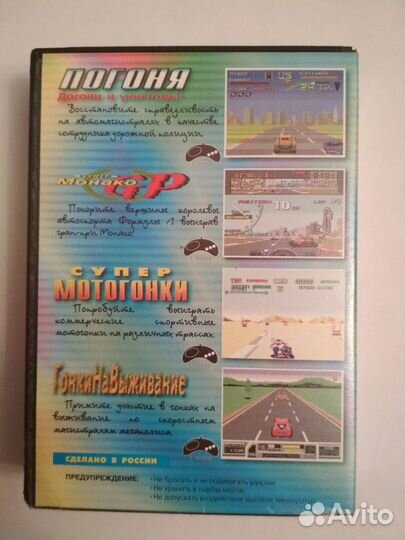 ПОГОНЯ
Догони и уничтожь!
Восстановите справедливость
на автомагистралях в качестве
сотрудника дорожной полиции.
Супер
Монако GP
Покорите вершины королевы
автоспорта Формулы 1 выиграв
гран-при Монако!
СУПЕР
МОТОГОНКИ
Попробуйте выиграть
коммерческие спортивные
мотогонки на различных трассах.
ГонкиНаВыживание
Примите участие в гонках на
выживание по скоростным
магистралям мегаполиса.
СДЕЛАНО В РОССИИ
ПРЕДУПРЕЖДЕНИЕ:
·Не бросать и не подвергать ударам;
·Не хранить в сыром месте;
·Не допускать воздействия высоких температур.
Avito